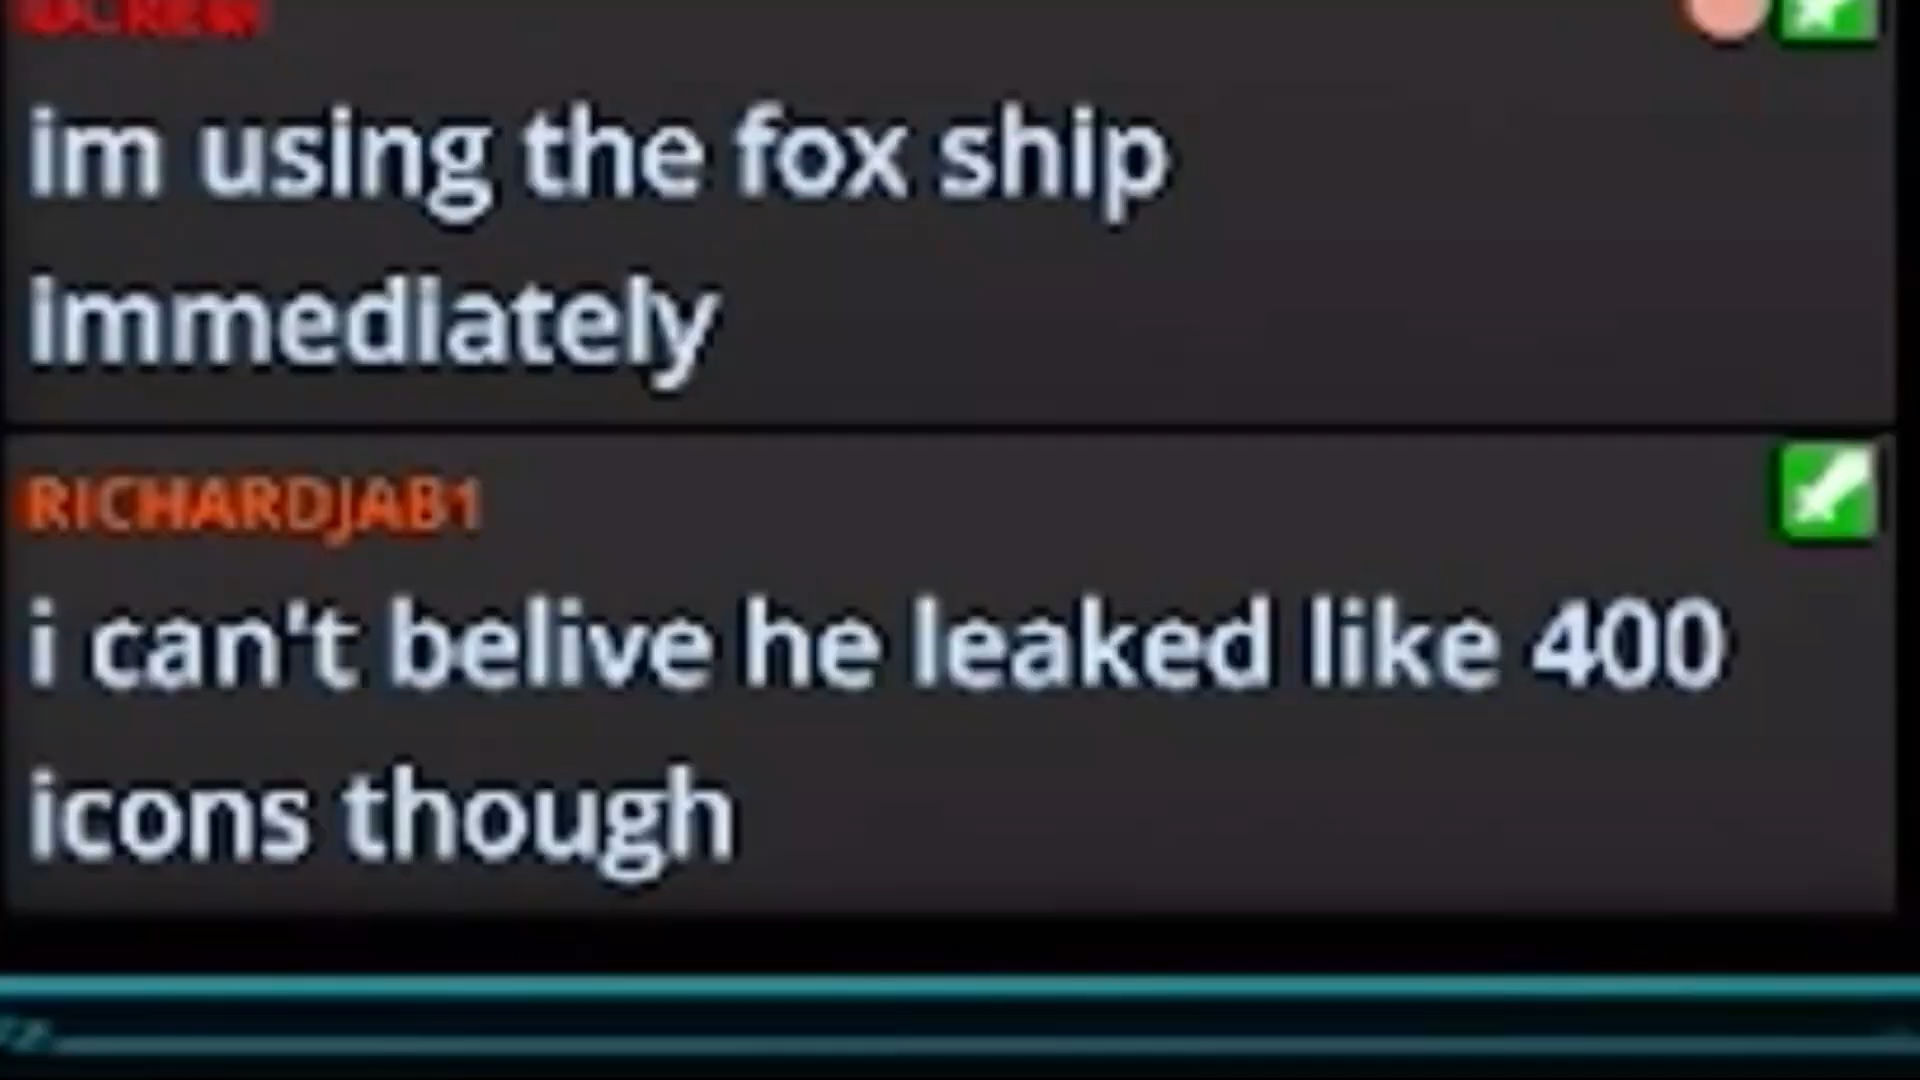 im using the fox ship
immediately
RICHARDJAB1
i can't belive he leaked like 400
icons though